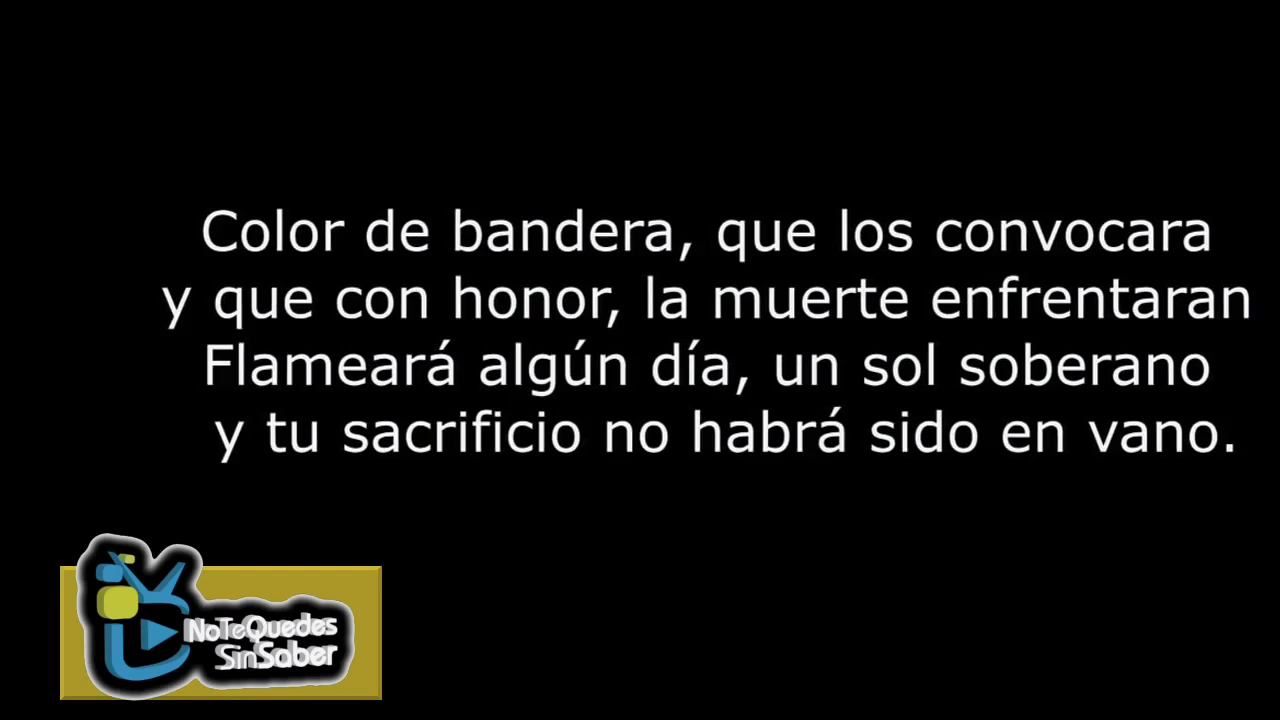 Color de bandera, que los convocara
y que con honor, la muerte enfrentaran
Flameará algún día, un sol soberano
y tu sacrificio no habrá sido en vano.
NoTeQuedes
SinSaber